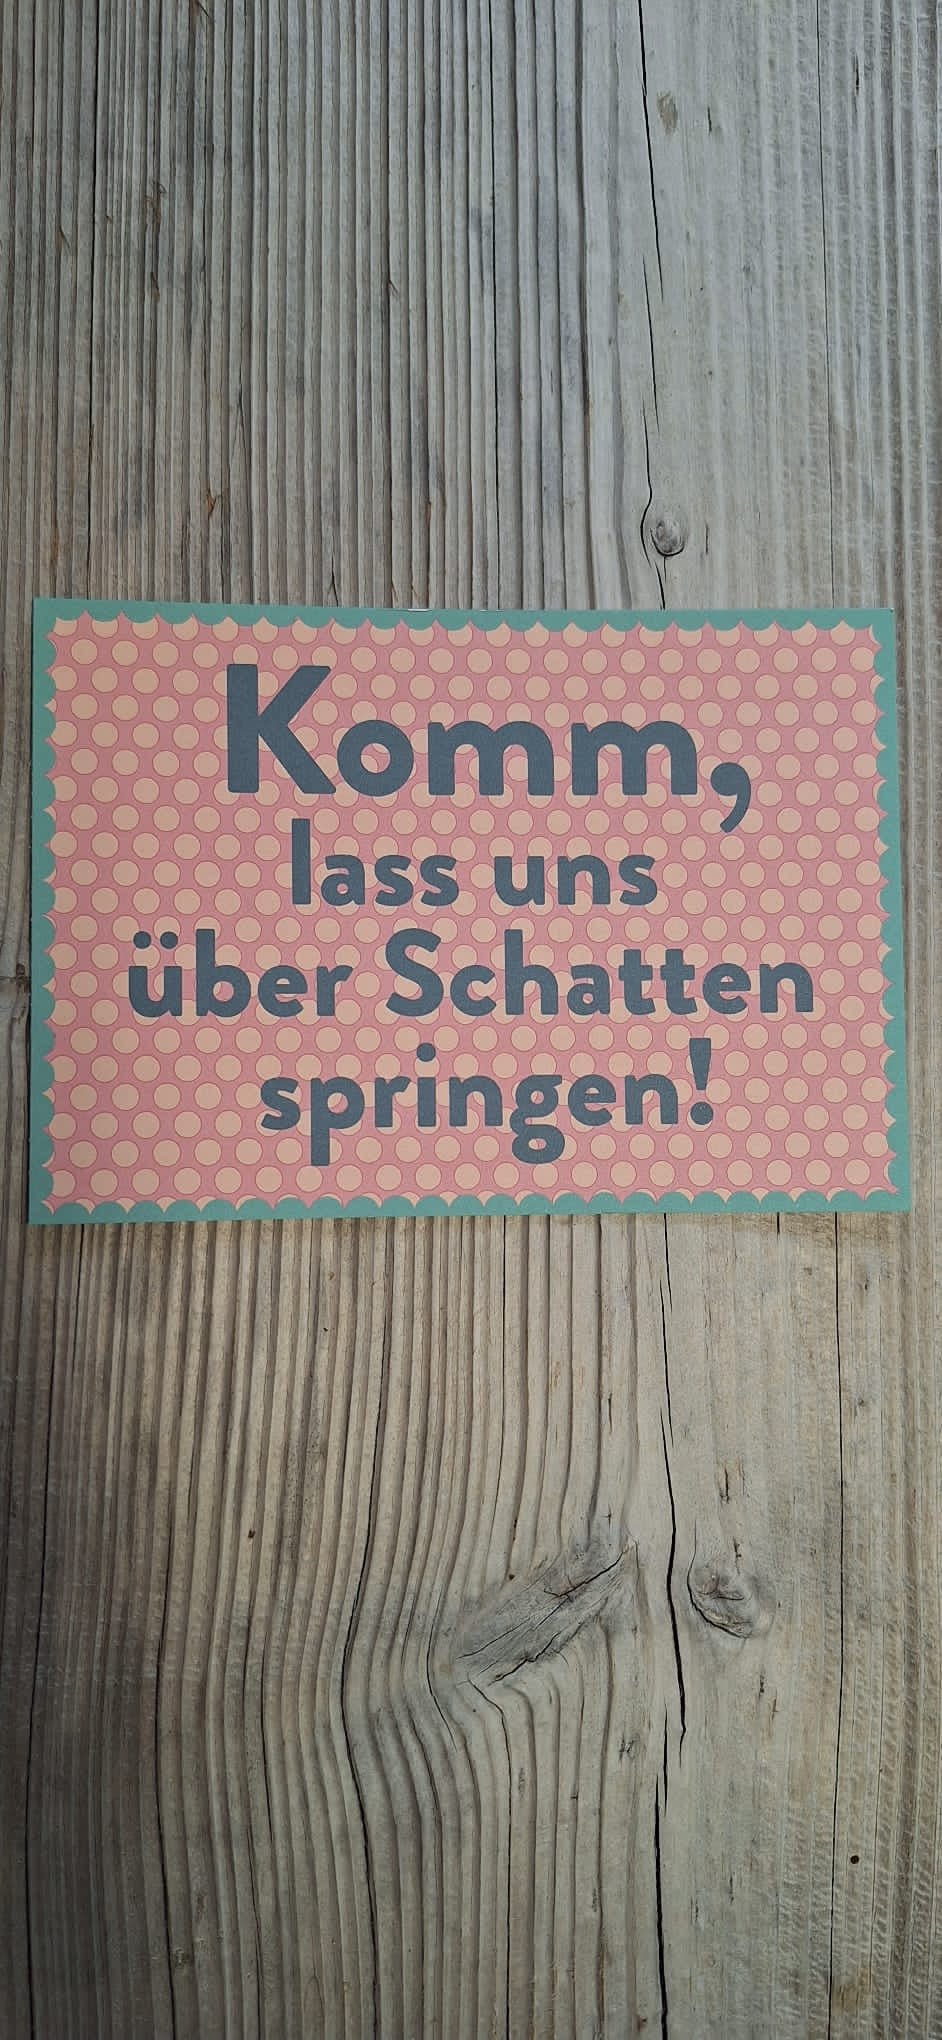 Komm,
lass uns
über Schatten
springen!